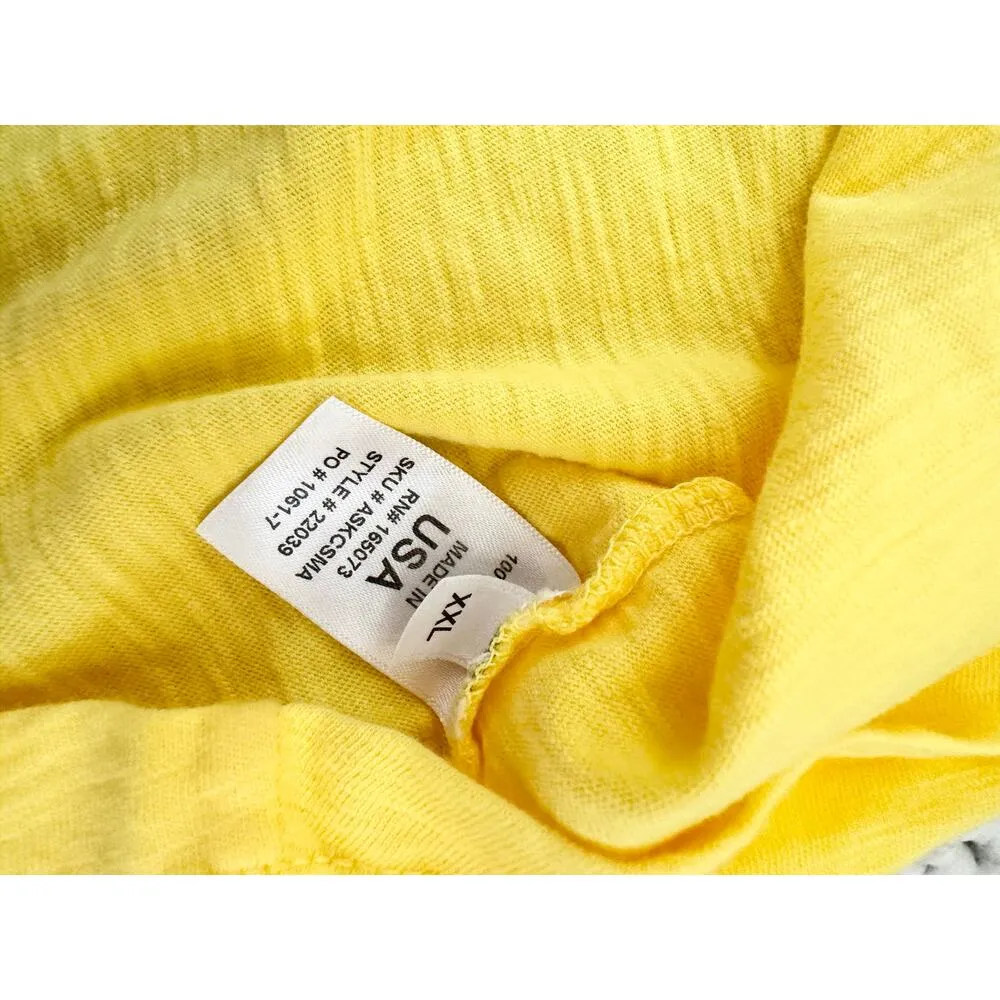 100
MADE IN
USA
RN# 165073
SKU # ASKCSMA
STYLE # 22039
PO # 1061-7
XXL